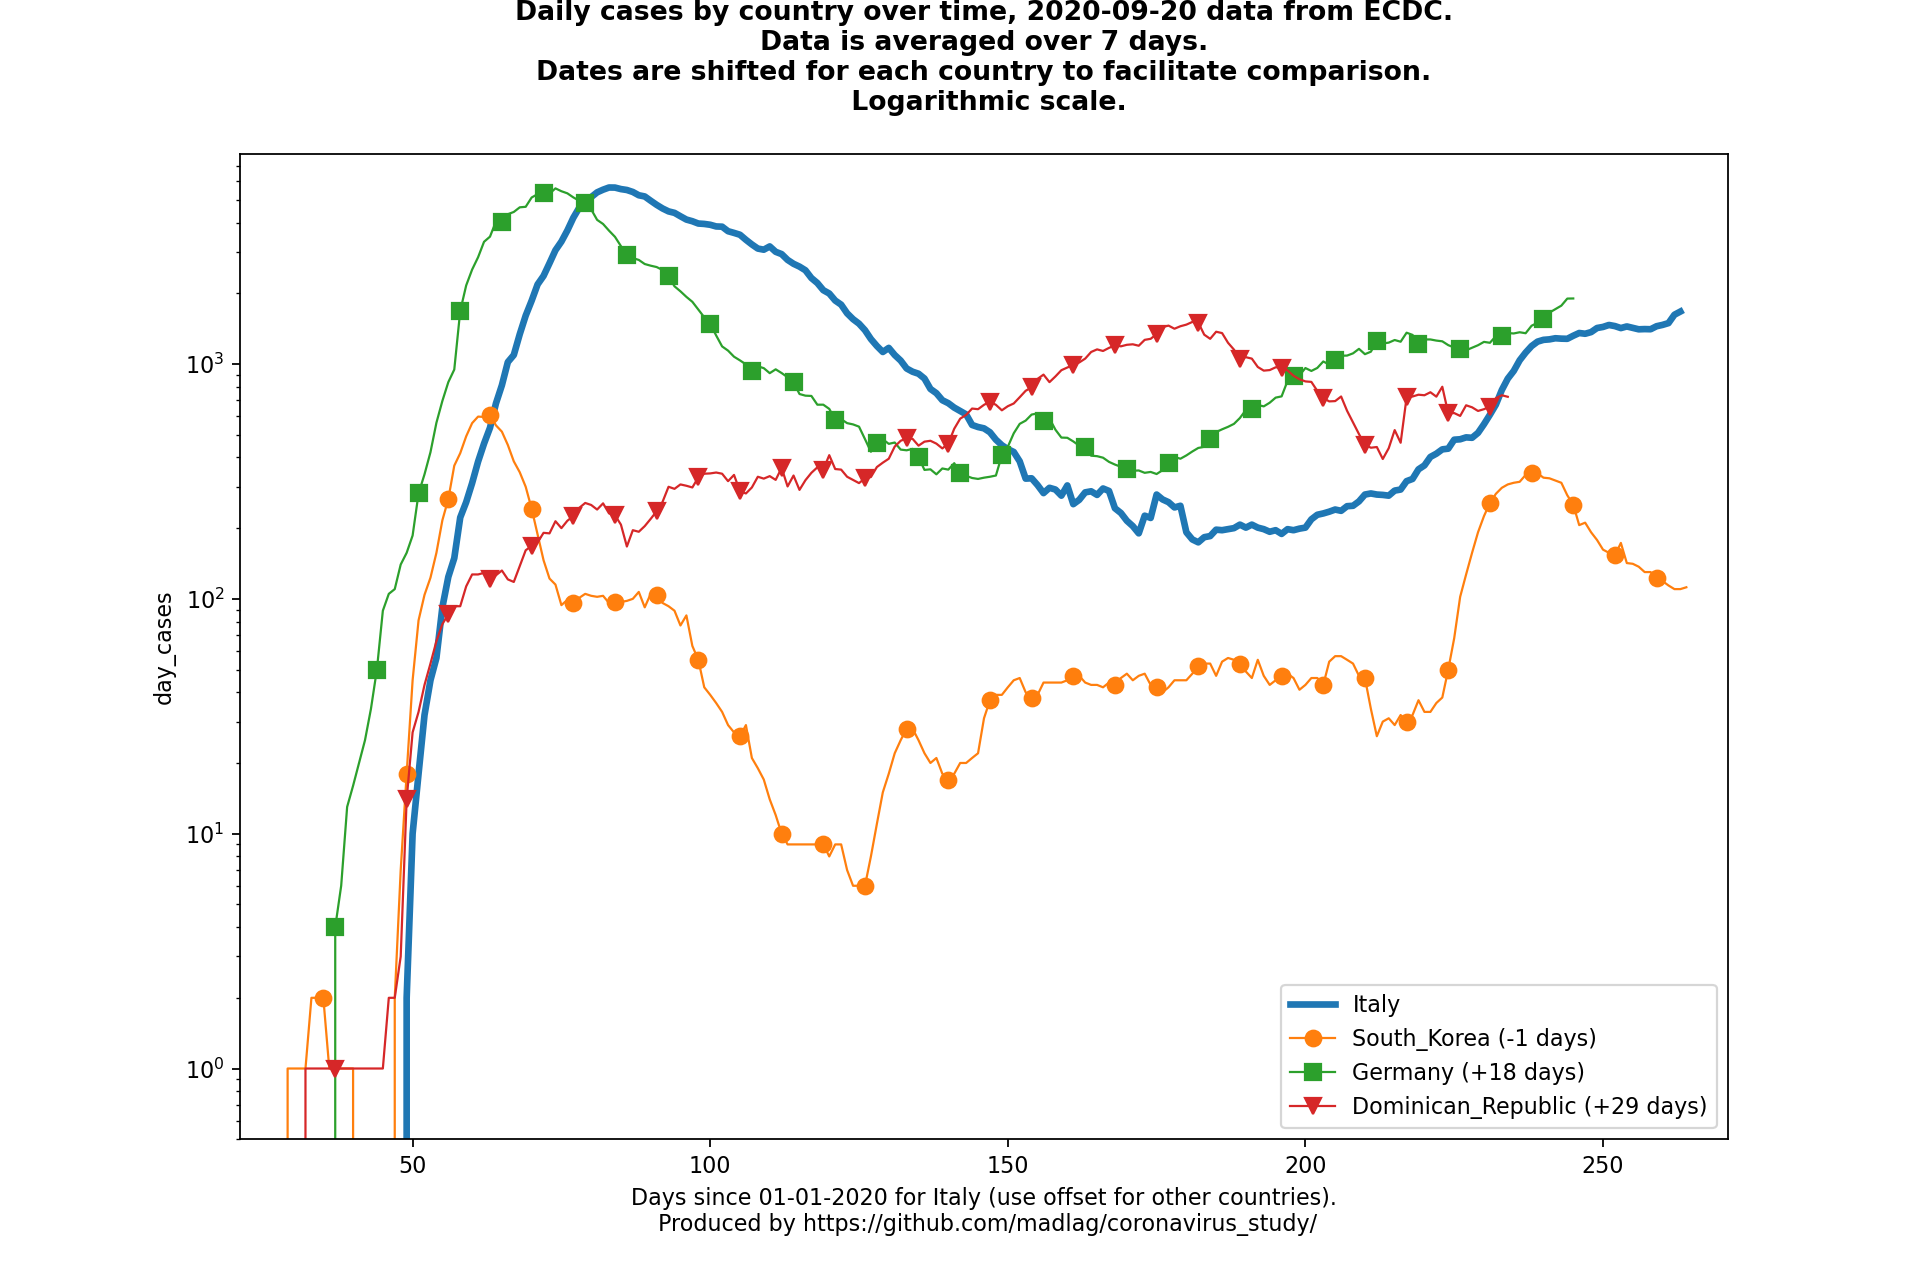 Daily cases by country over time, 2020-09-20 data from ECDC.
Data is averaged over 7 days.
Dates are shifted for each country to facilitate comparison.
Logarithmic scale.
day_cases
10³
10²
10¹
10⁰
50
100
150
200
250
Italy
South_Korea (-1 days)
Germany (+18 days)
Dominican_Republic (+29 days)
Days since 01-01-2020 for Italy (use offset for other countries).
Produced by https://github.com/madlag/coronavirus_study/